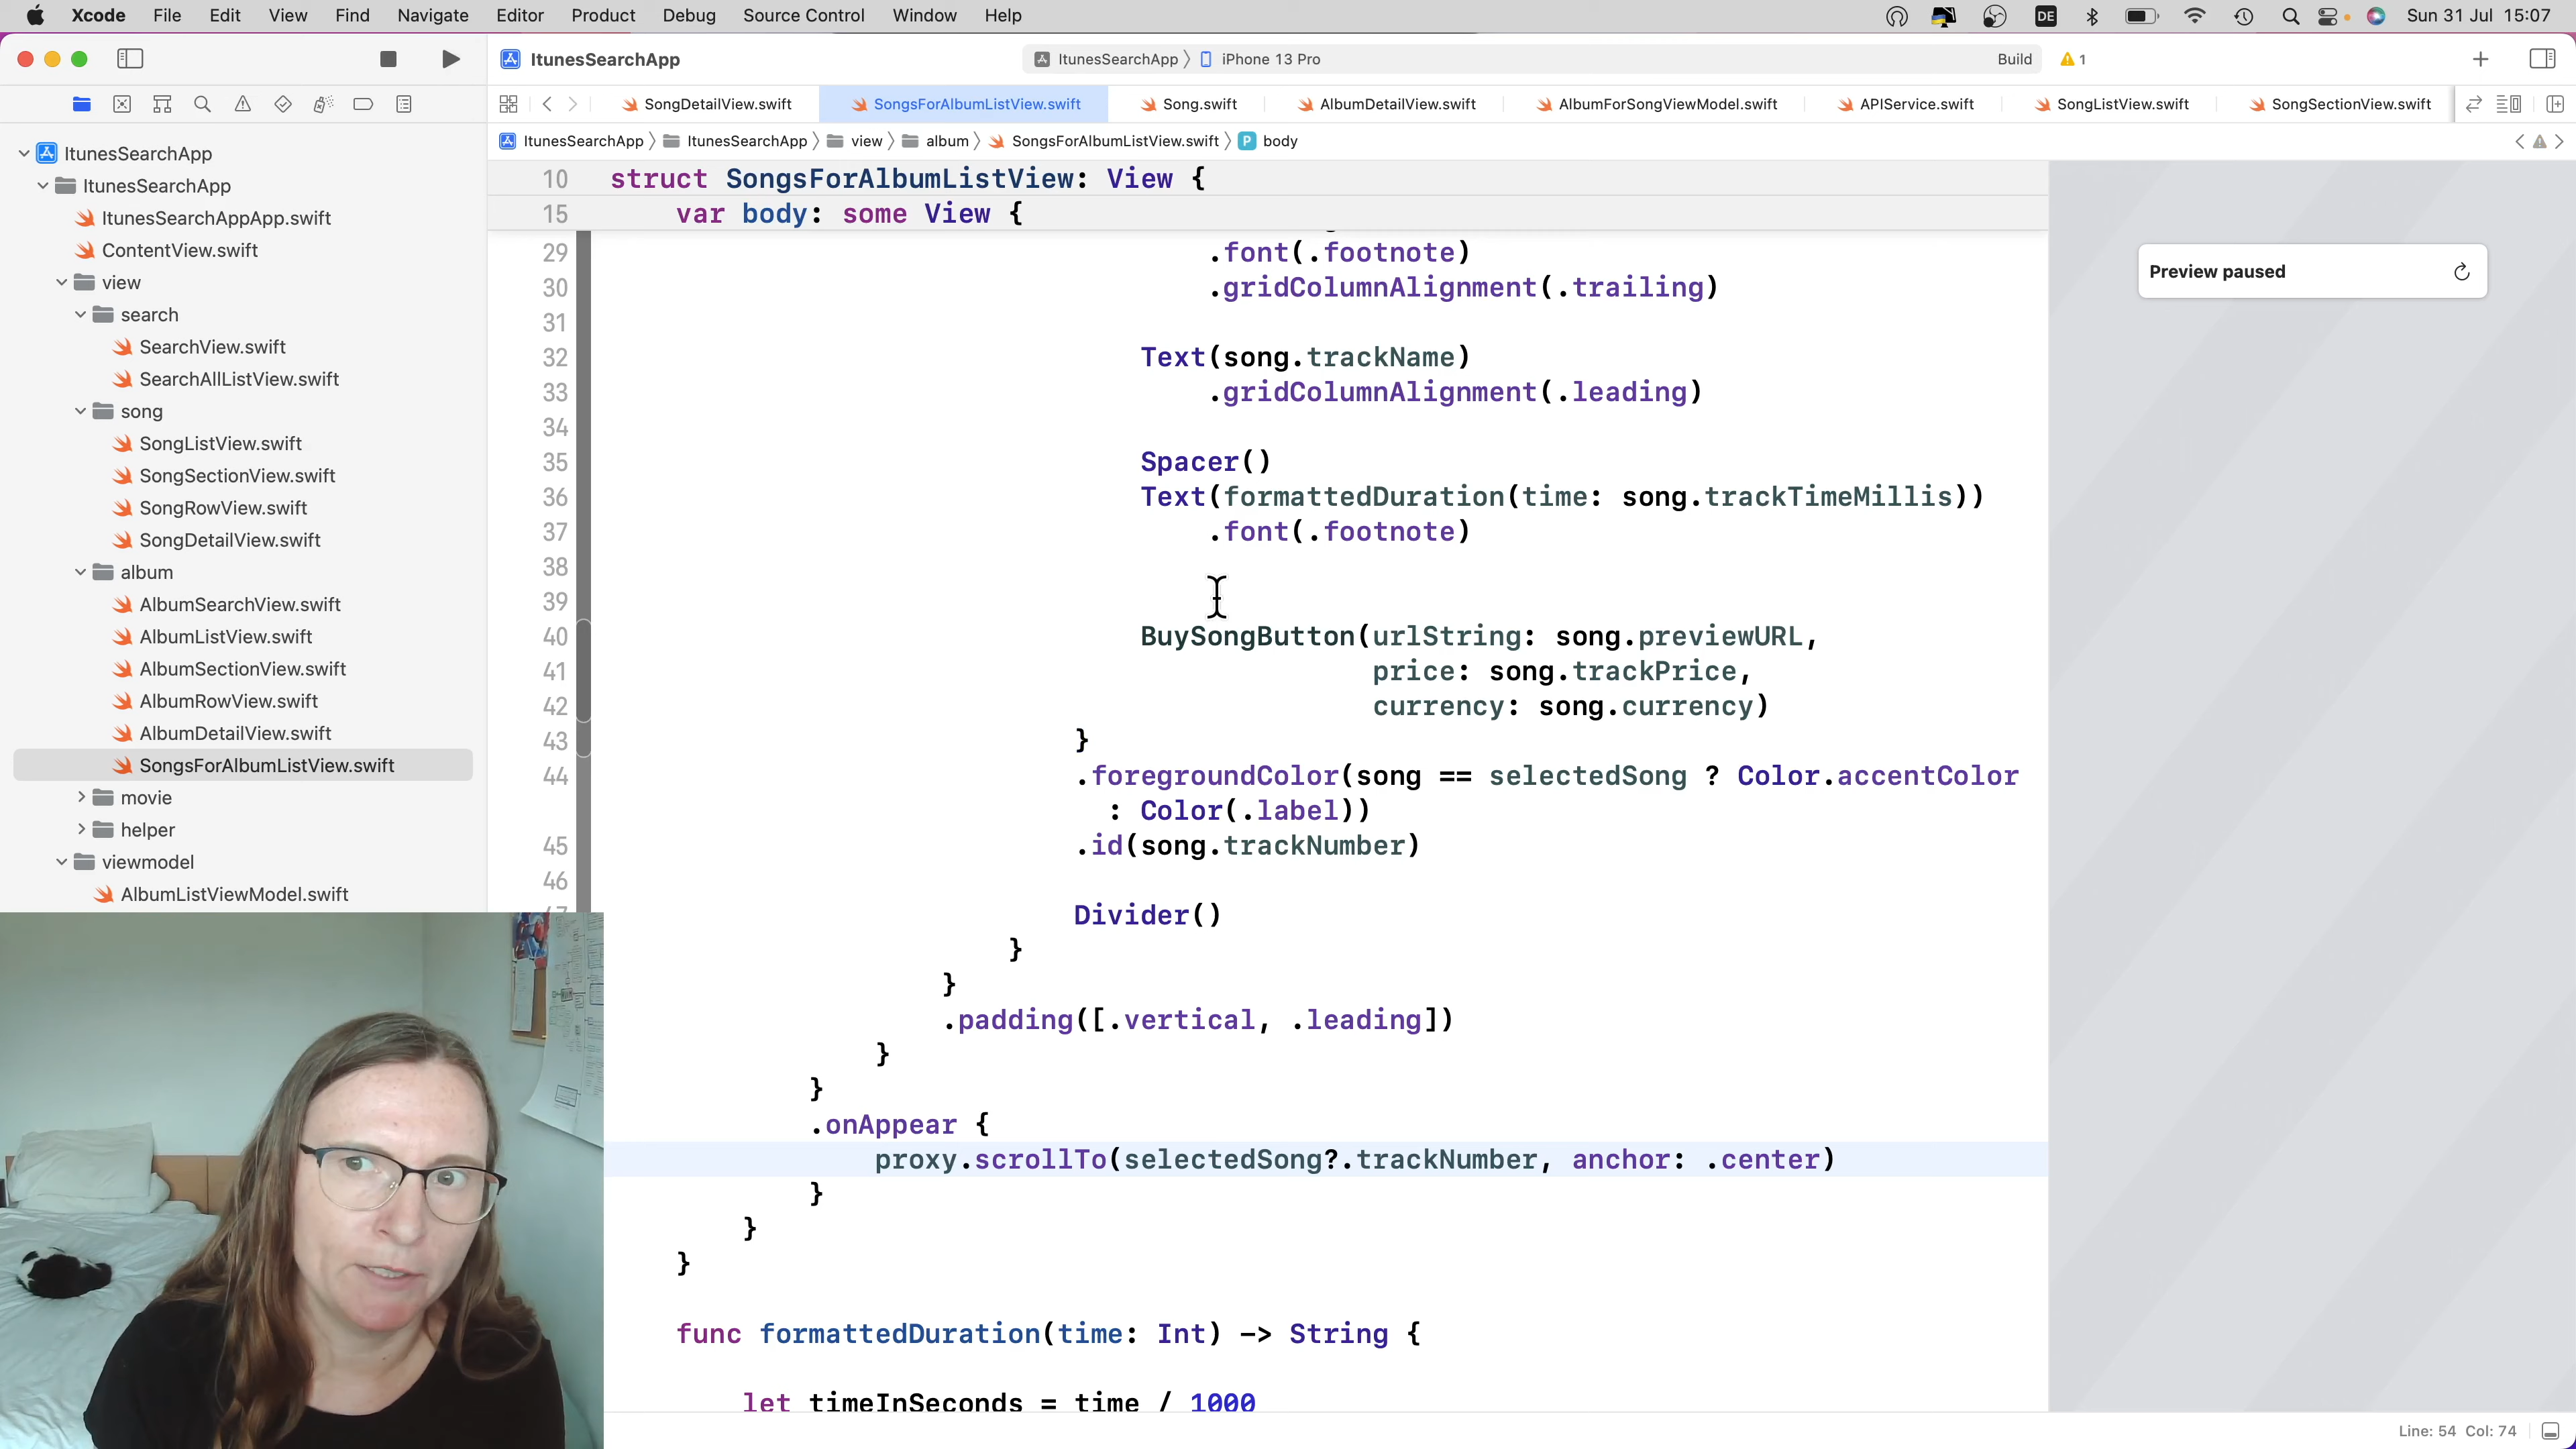 Xcode File Edit View Find Navigate Editor Product Debug Source Control Window Help DE Sun 31 Jul 15:07
ItunesSearchApp ItunesSearchApp 〉 iPhone 13 Pro Build 1
SongDetailView.swift SongsForAlbumListView.swift Song.swift AlbumDetailView.swift AlbumForSongViewModel.swift APIService.swift SongListView.swift SongSectionView.swift
ItunesSearchApp 〉 ItunesSearchApp 〉 view 〉 album 〉 SongsForAlbumListView.swift 〉 P body
ItunesSearchApp
ItunesSearchApp
ItunesSearchAppApp.swift
ContentView.swift
view
search
SearchView.swift
SearchAllListView.swift
song
SongListView.swift
SongSectionView.swift
SongRowView.swift
SongDetailView.swift
album
AlbumSearchView.swift
AlbumListView.swift
AlbumSectionView.swift
AlbumRowView.swift
AlbumDetailView.swift
SongsForAlbumListView.swift
movie
helper
viewmodel
AlbumListViewModel.swift
10 struct SongsForAlbumListView: View {
15 var body: some View {
29 .font(.footnote)
30 .gridColumnAlignment(.trailing)
31
32 Text(song.trackName)
33 .gridColumnAlignment(.leading)
34
35 Spacer()
36 Text(formattedDuration(time: song.trackTimeMillis))
37 .font(.footnote)
38
39
40 BuySongButton(urlString: song.previewURL,
41 price: song.trackPrice,
42 currency: song.currency)
43 }
44 .foregroundColor(song == selectedSong ? Color.accentColor
: Color(.label))
45 .id(song.trackNumber)
46
Divider()
}
}
.padding([.vertical, .leading])
}
}
.onAppear {
proxy.scrollTo(selectedSong?.trackNumber, anchor: .center)
}
}
}
func formattedDuration(time: Int) -> String {
let timeInSeconds = time / 1000
Preview paused
Line: 54 Col: 74